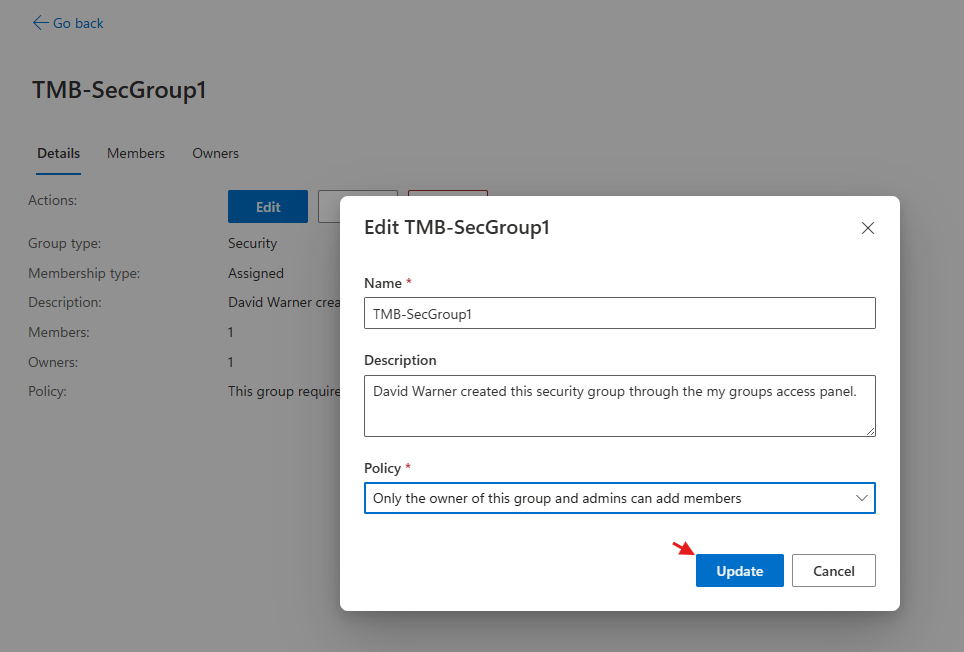 Go back
TMB-SecGroup1
Details Members Owners
Actions: Edit
Group type: Security
Membership type: Assigned
Description: David Warner
Members: 1
Owners: 1
Policy: This group
Edit TMB-SecGroup1
Name *
TMB-SecGroup1
Description
David Warner created this security group through the my groups access panel.
Policy *
Only the owner of this group and admins can add members
Update Cancel